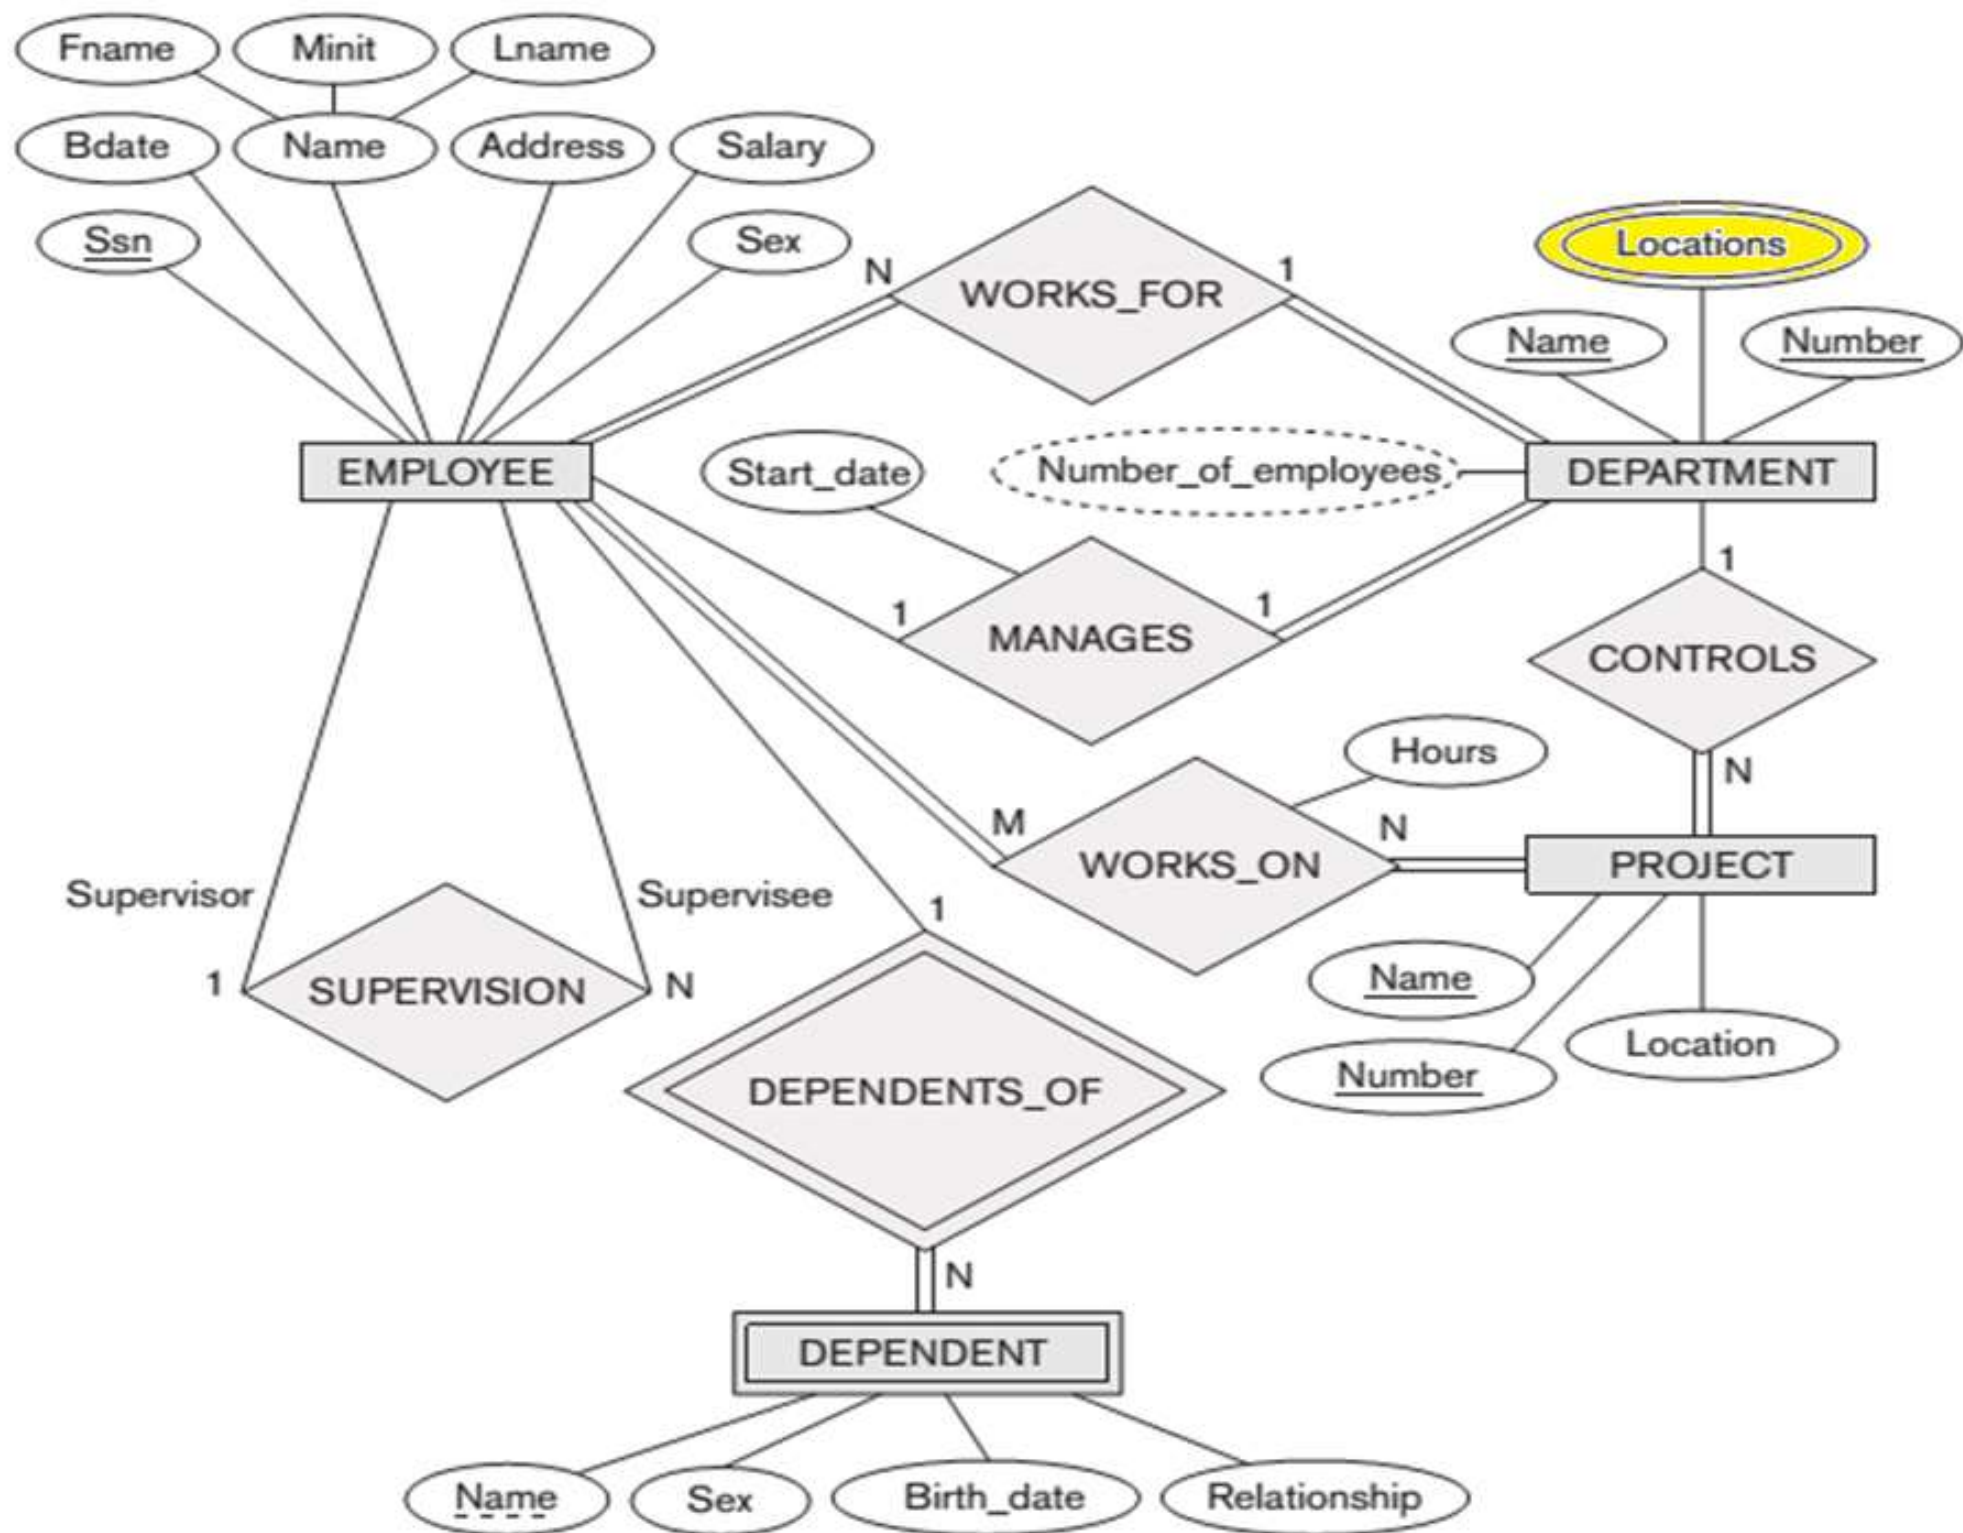 Fname
Minit
Lname
Bdate
Name
Address
Salary
Ssn
Sex
N
WORKS_FOR
1
Locations
Name
Number
EMPLOYEE
Start_date
Number_of_employees
DEPARTMENT
1
MANAGES
1
1
CONTROLS
N
Hours
M
WORKS_ON
N
PROJECT
Supervisor
Supervisee
1
SUPERVISION
N
1
Name
Number
Location
DEPENDENTS_OF
N
DEPENDENT
Name
Sex
Birth_date
Relationship